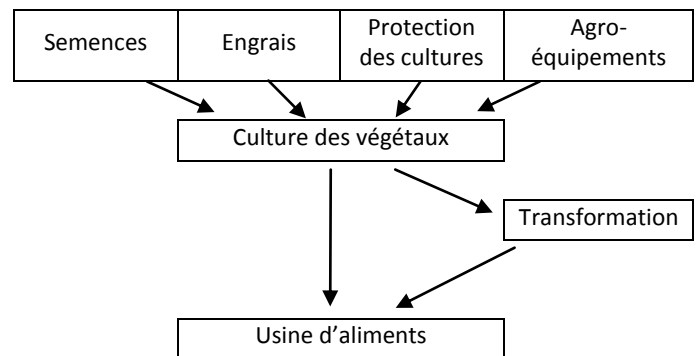 Semences
Engrais
Protection
des cultures
Agro-
équipements
Culture des végétaux
Transformation
Usine d'aliments